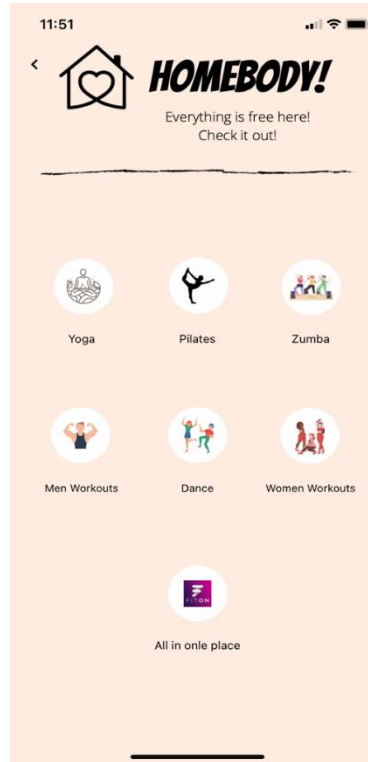 11:51
HOMEBODY!
Everything is free here!
Check it out!
Yoga
Pilates
Zumba
Men Workouts
Dance
Women Workouts
FITON
All in onle place